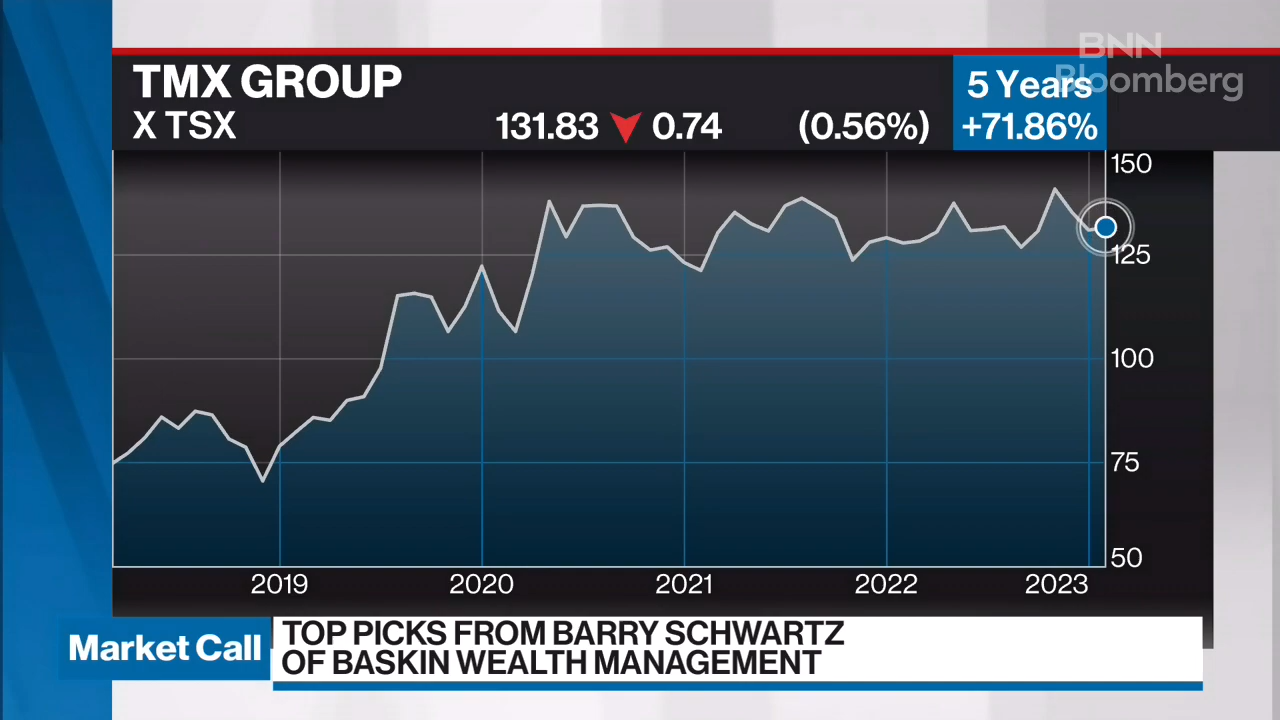 BNN
Bloomberg
TMX GROUP
X TSX
131.83 0.74 (0.56%)
5 Years
+71.86%
150
125
100
75
50
2019 2020 2021 2022 2023
Market Call
TOP PICKS FROM BARRY SCHWARTZ
OF BASKIN WEALTH MANAGEMENT